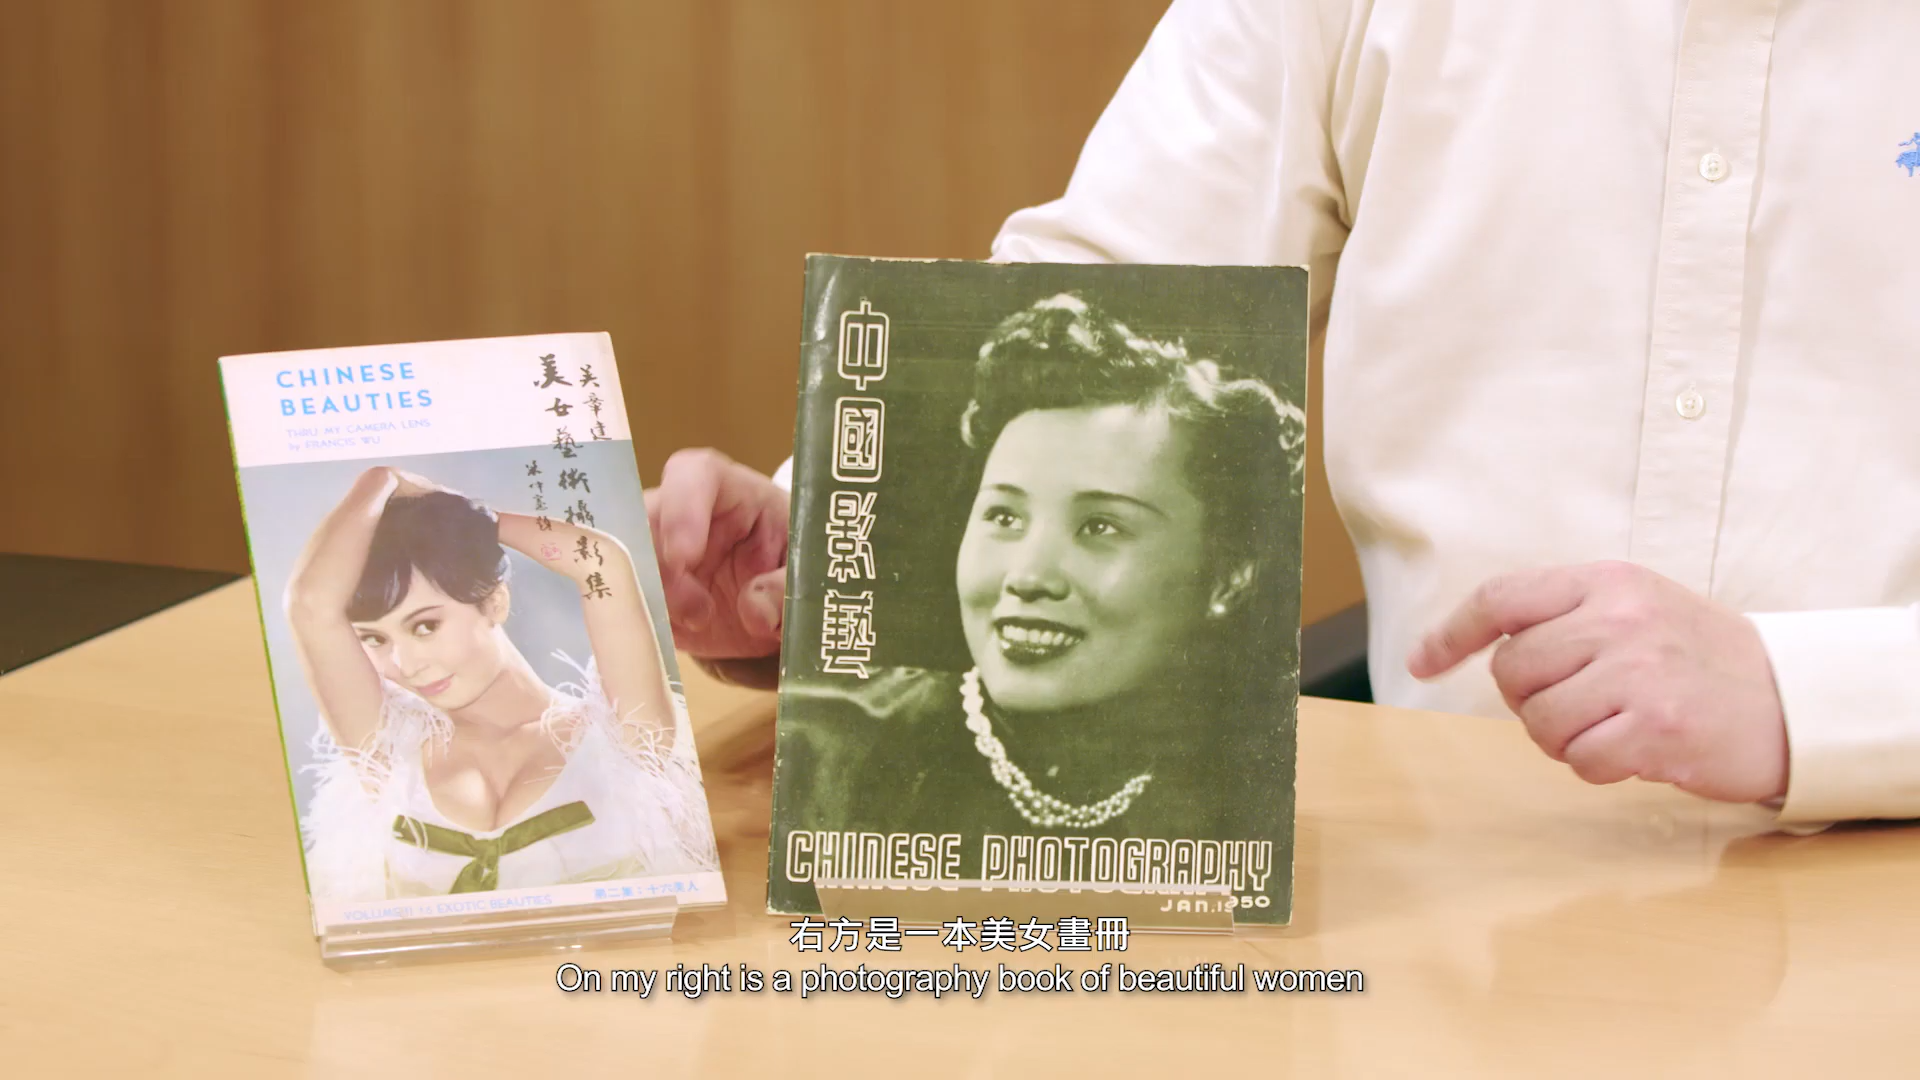 CHINESE
BEAUTIES
THRU MY CAMERA LENS
by FRANCIS WU
吳章建
美女藝術攝影集
VOLUME II 16 EXOTIC BEAUTIES
第二集：十六美人
中國影藝
CHINESE PHOTOGRAPHY
JAN.1950
右方是一本美女畫冊
On my right is a photography book of beautiful women